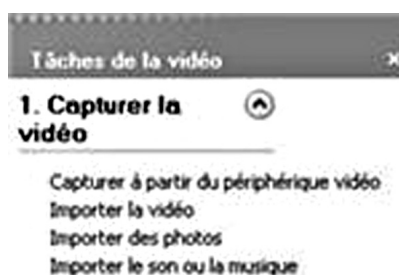 Tâches de la vidéo
1. Capturer la
vidéo
Capturer à partir du périphérique vidéo
Importer la vidéo
Importer des photos
Importer le son ou la musique